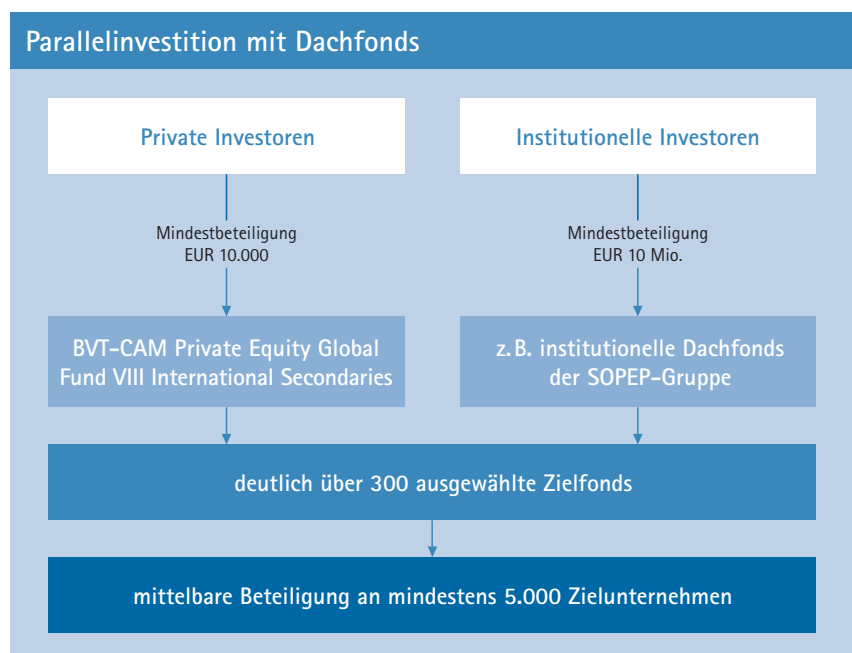 Parallelinvestition mit Dachfonds
Private Investoren
Institutionelle Investoren
Mindestbeteiligung
EUR 10.000
Mindestbeteiligung
EUR 10 Mio.
BVT-CAM Private Equity Global
Fund VIII International Secondaries
z. B. institutionelle Dachfonds
der SOPEP-Gruppe
deutlich über 300 ausgewählte Zielfonds
mittelbare Beteiligung an mindestens 5.000 Zielunternehmen